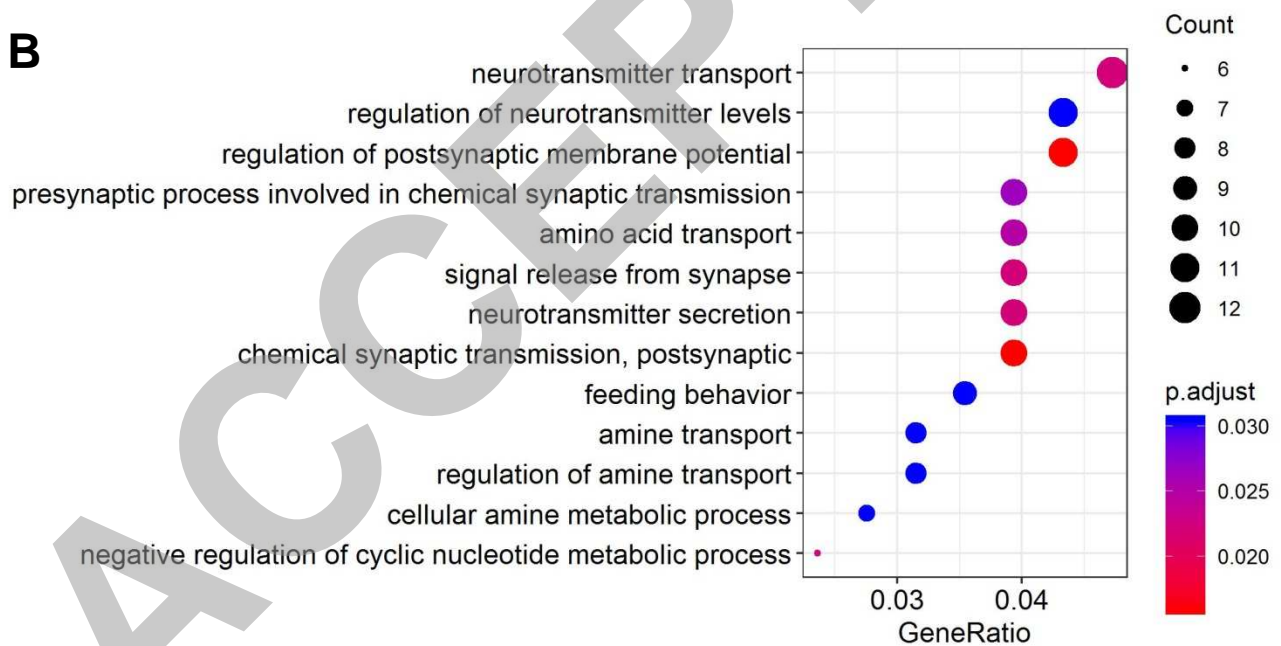 B
neurotransmitter transport
regulation of neurotransmitter levels
regulation of postsynaptic membrane potential
presynaptic process involved in chemical synaptic transmission
amino acid transport
signal release from synapse
neurotransmitter secretion
chemical synaptic transmission, postsynaptic
feeding behavior
amine transport
regulation of amine transport
cellular amine metabolic process
negative regulation of cyclic nucleotide metabolic process
0.03 0.04
GeneRatio
Count
6
7
8
9
10
11
12
p.adjust
0.030
0.025
0.020
ACCEP